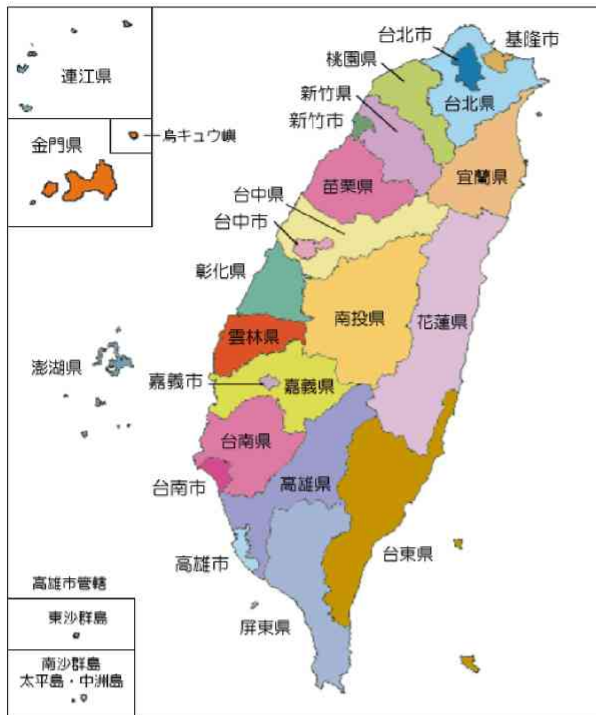 連江県
金門県
烏キュウ嶼
台北市
基隆市
桃園県
台北県
新竹県
新竹市
苗栗県
宜蘭県
台中県
台中市
彰化県
南投県
花蓮県
雲林県
澎湖県
嘉義市
嘉義県
台南県
台南市
高雄県
高雄市
台東県
屏東県
高雄市管轄
東沙群島
南沙群島
太平島・中洲島